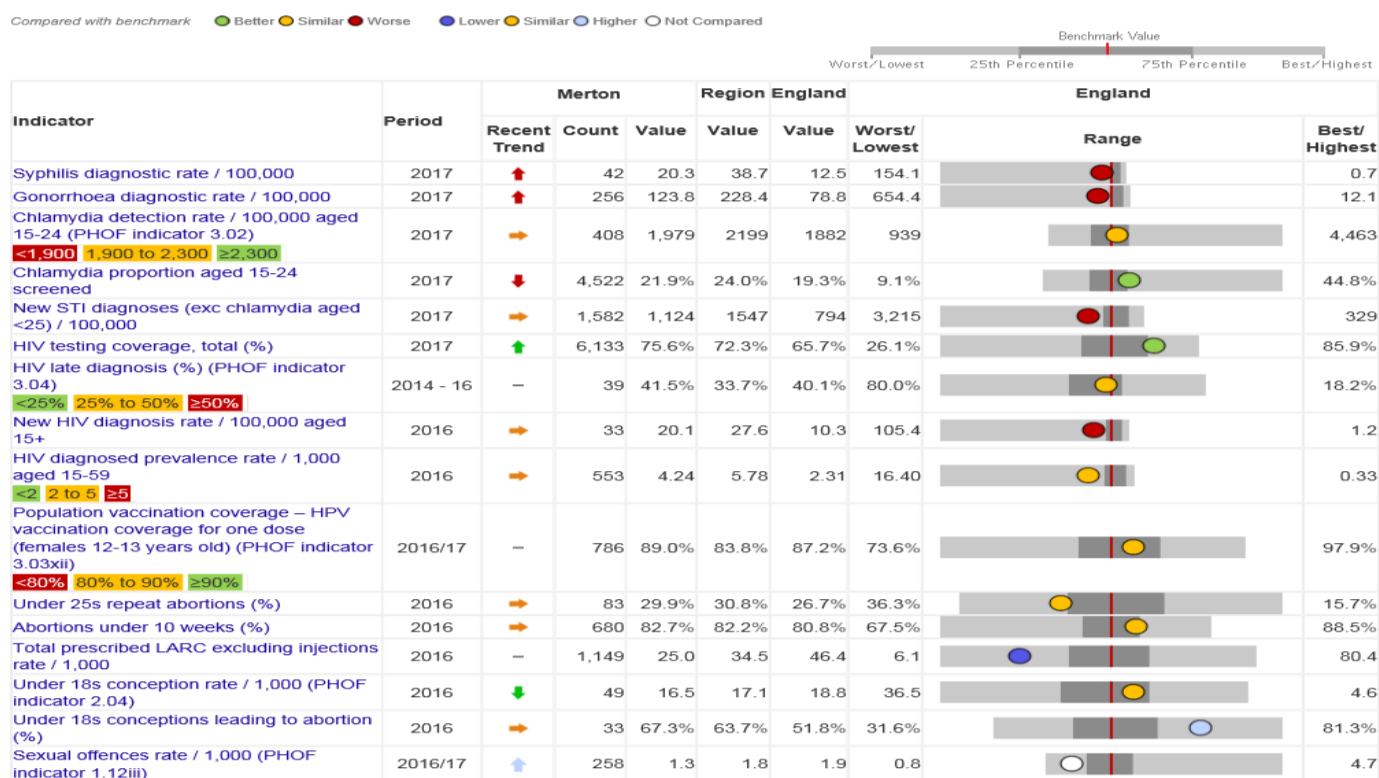 Compared with benchmark Better Similar Worse Lower Similar Higher Not Compared
Benchmark Value
Worst/Lowest 25th Percentile 75th Percentile Best/Highest
Merton Region England England
Indicator Period
Recent Trend Count Value Value Value Worst/ Lowest Range Best/ Highest
Syphilis diagnostic rate / 100,000 2017 42 20.3 38.7 12.5 154.1 0.7
Gonorrhoea diagnostic rate / 100,000 2017 256 123.8 228.4 78.8 654.4 12.1
Chlamydia detection rate / 100,000 aged
15-24 (PHOF indicator 3.02) 2017 408 1,979 2199 1882 939 4,463
<1,900 1,900 to 2,300 ≥2,300
Chlamydia proportion aged 15-24
screened 2017 4,522 21.9% 24.0% 19.3% 9.1% 44.8%
New STI diagnoses (exc chlamydia aged
<25) / 100,000 2017 1,582 1,124 1547 794 3,215 329
HIV testing coverage, total (%) 2017 6,133 75.6% 72.3% 65.7% 26.1% 85.9%
HIV late diagnosis (%) (PHOF indicator
3.04) 2014 - 16 – 39 41.5% 33.7% 40.1% 80.0% 18.2%
<25% 25% to 50% ≥50%
New HIV diagnosis rate / 100,000 aged
15+ 2016 33 20.1 27.6 10.3 105.4 1.2
HIV diagnosed prevalence rate / 1,000
aged 15-59 2016 553 4.24 5.78 2.31 16.40 0.33
<2 2 to 5 ≥5
Population vaccination coverage – HPV
vaccination coverage for one dose
(females 12-13 years old) (PHOF indicator
3.03xii) 2016/17 – 786 89.0% 83.8% 87.2% 73.6% 97.9%
<80% 80% to 90% ≥90%
Under 25s repeat abortions (%) 2016 83 29.9% 30.8% 26.7% 36.3% 15.7%
Abortions under 10 weeks (%) 2016 680 82.7% 82.2% 80.8% 67.5% 88.5%
Total prescribed LARC excluding injections
rate / 1,000 2016 – 1,149 25.0 34.5 46.4 6.1 80.4
Under 18s conception rate / 1,000 (PHOF
indicator 2.04) 2016 49 16.5 17.1 18.8 36.5 4.6
Under 18s conceptions leading to abortion
(%) 2016 33 67.3% 63.7% 51.8% 31.6% 81.3%
Sexual offences rate / 1,000 (PHOF
indicator 1.12iii) 2016/17 258 1.3 1.8 1.9 0.8 4.7